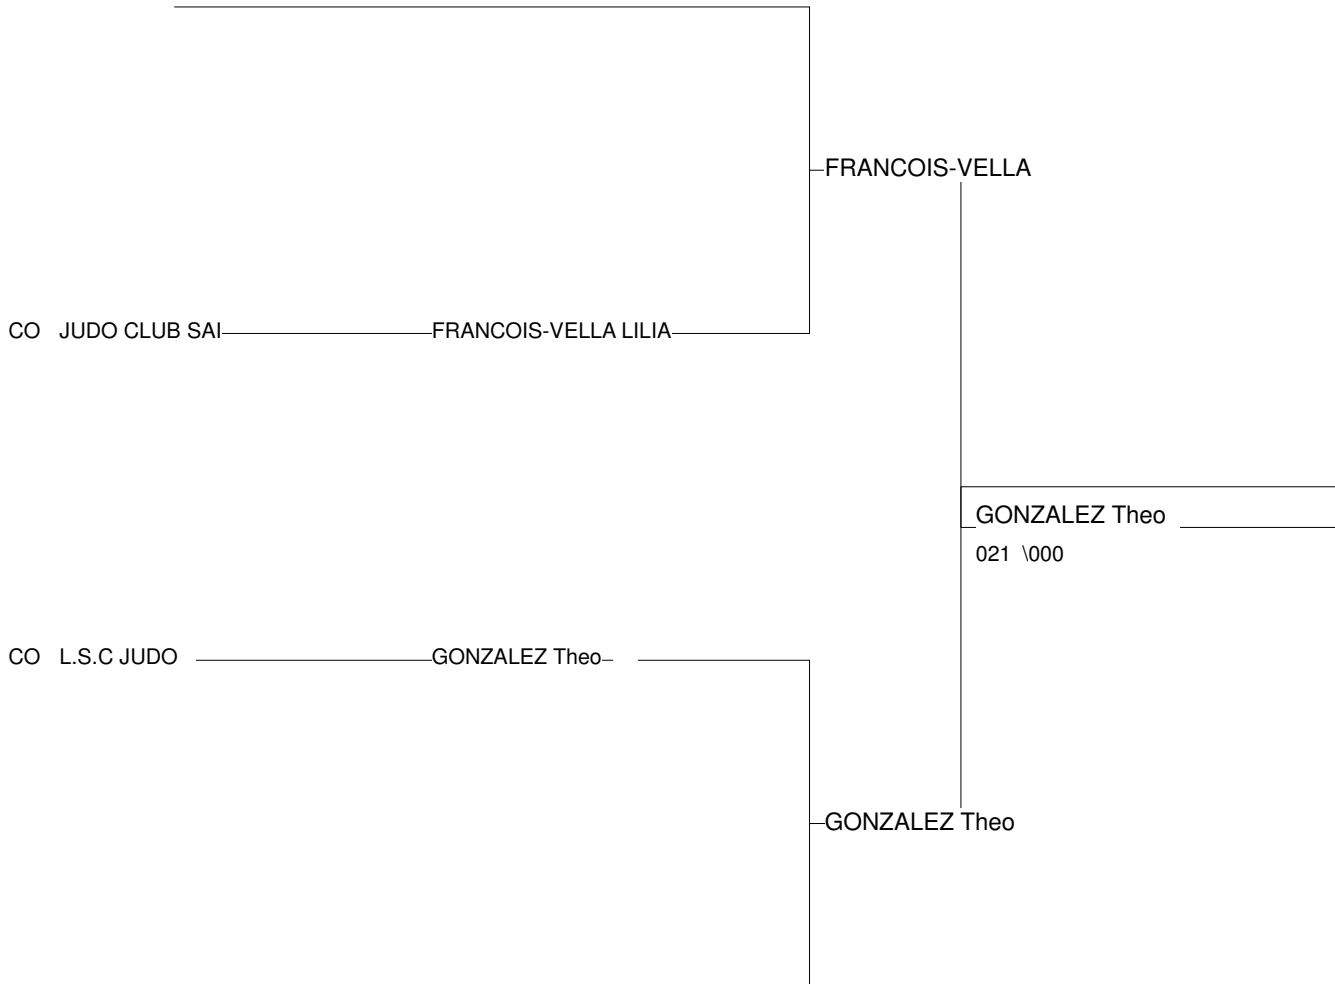 FRANCOIS-VELLA
CO JUDO CLUB SAI FRANCOIS-VELLA LILIA
GONZALEZ Theo
021 \000
CO L.S.C JUDO GONZALEZ Theo
GONZALEZ Theo